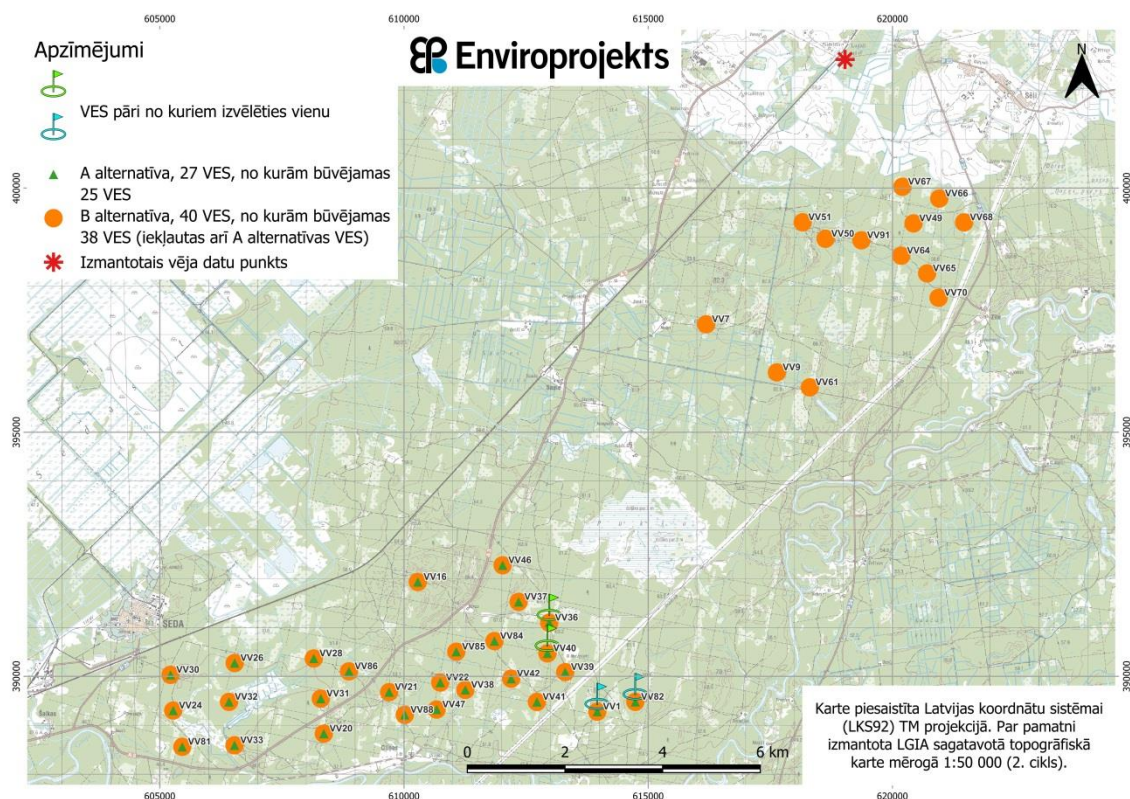 605000
610000
615000
620000
Apzīmējumi
VES pāri no kuriem izvēlēties vienu
A alternatīva, 27 VES, no kurām būvējamas
25 VES
B alternatīva, 40 VES, no kurām būvējamas
38 VES (iekļautas arī A alternatīvas VES)
Izmantotais vēja datu punkts
Enviroprojekts
N
400000
400000
VV67
VV66
VV51
VV49
VV68
VV50
VV91
VV64
VV65
VV70
VV7
VV9
VV61
395000
395000
VV46
VV16
VV37
VV36
SEDA
VV84
VV85
VV40
VV28
VV26
VV86
VV39
VV30
VV42
390000
390000
VV22
VV38
VV21
VV31
VV32
VV41
VV82
VV24
VV47
VV88
VV1
VV20
VV81
VV33
0 2 4 6 km
Karte piesaistīta Latvijas koordnātu sistēmai
(LKS92) TM projekcijā. Par pamatni
izmantota LGIA sagatavotā topogrāfiskā
karte mērogā 1:50 000 (2. cikls).
605000
610000
615000
620000